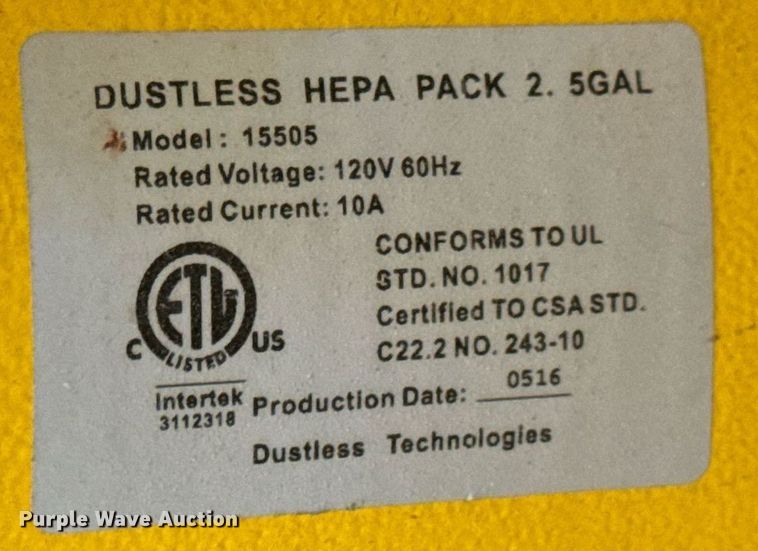 DUSTLESS HEPA PACK 2. 5GAL
Model: 15505
Rated Voltage: 120V 60Hz
Rated Current: 10A
CONFORMS TO UL
STD. NO. 1017
Certified TO CSA STD.
C22.2 NO. 243-10
ETL
C LISTED US
Intertek
3112318
Production Date: 0516
Dustless Technologies
Purple Wave Auction